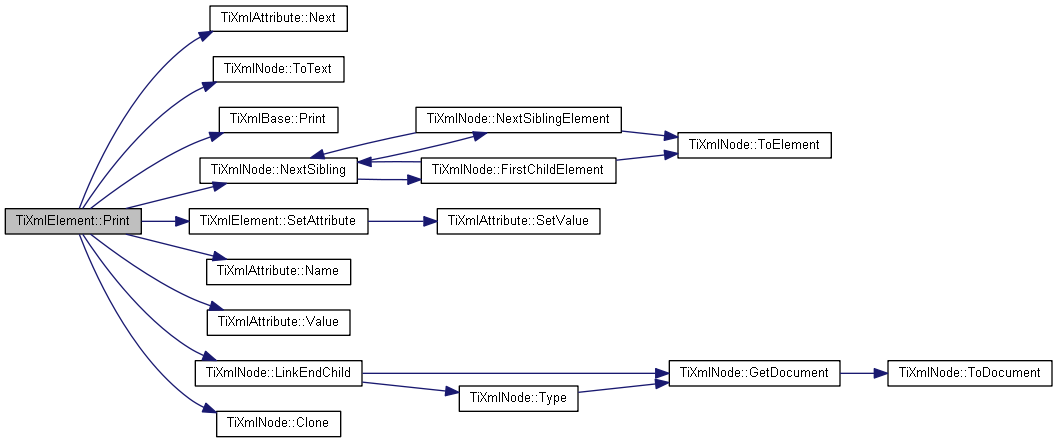 TiXmlAttribute::Next
TiXmlNode::ToText
TiXmlBase::Print
TiXmlNode::NextSiblingElement
TiXmlNode::ToElement
TiXmlNode::NextSibling
TiXmlNode::FirstChildElement
TiXmlElement::Print
TiXmlElement::SetAttribute
TiXmlAttribute::SetValue
TiXmlAttribute::Name
TiXmlAttribute::Value
TiXmlNode::LinkEndChild
TiXmlNode::GetDocument
TiXmlNode::ToDocument
TiXmlNode::Type
TiXmlNode::Clone